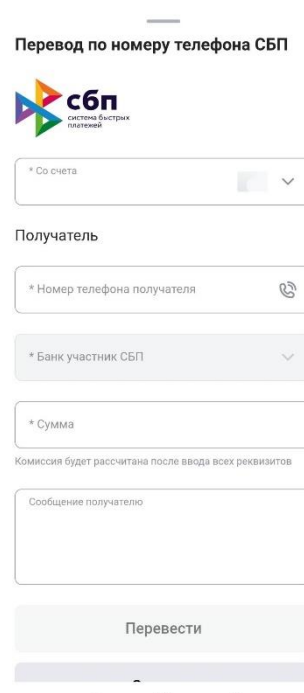 Перевод по номеру телефона СБП
сбп
система быстрых
платежей
* Со счета
Получатель
* Номер телефона получателя
* Банк участник СБП
* Сумма
Комиссия будет рассчитана после ввода всех реквизитов
Сообщение получателю
Перевести